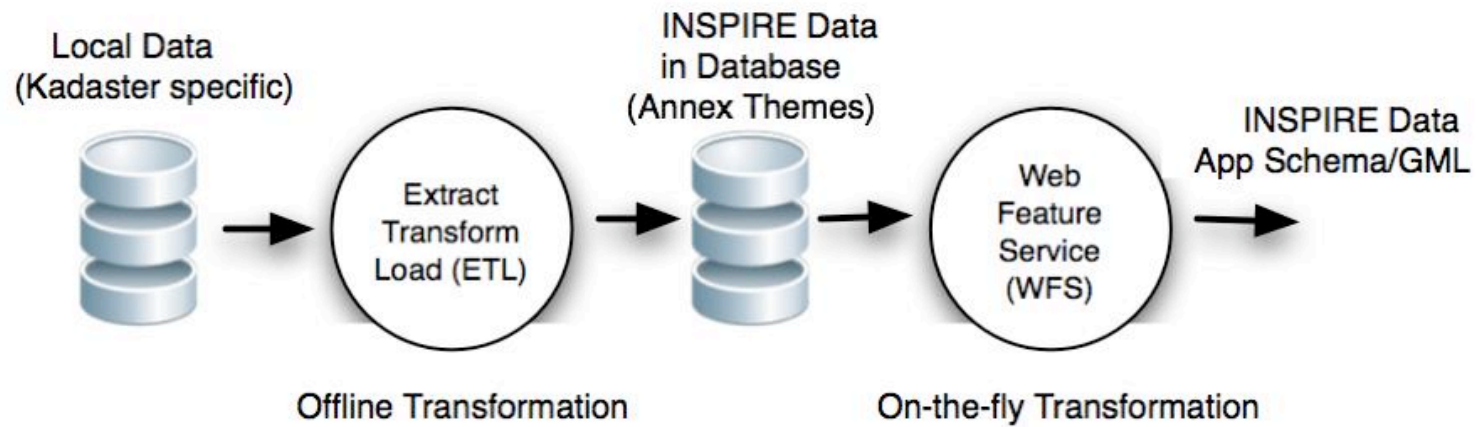 Local Data
(Kadaster specific)
Extract
Transform
Load (ETL)
INSPIRE Data
in Database
(Annex Themes)
Web
Feature
Service
(WFS)
INSPIRE Data
App Schema/GML
Offline Transformation
On-the-fly Transformation